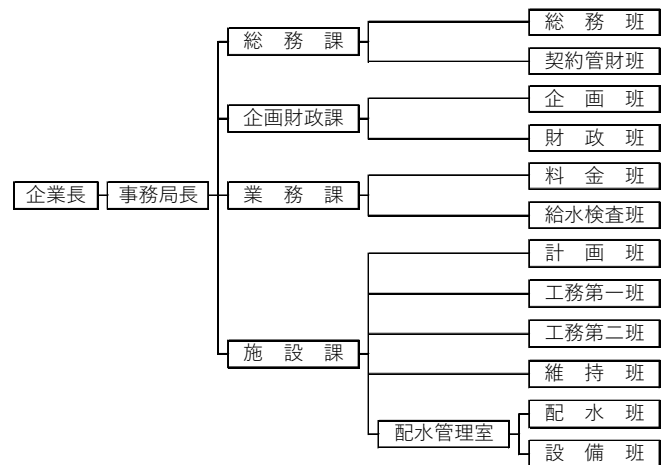 総務課
総務班
契約管財班
企画財政課
企画班
財政班
企業長
事務局長
業務課
料金班
給水検査班
施設課
計画班
工務第一班
工務第二班
維持班
配水管理室
配水班
設備班